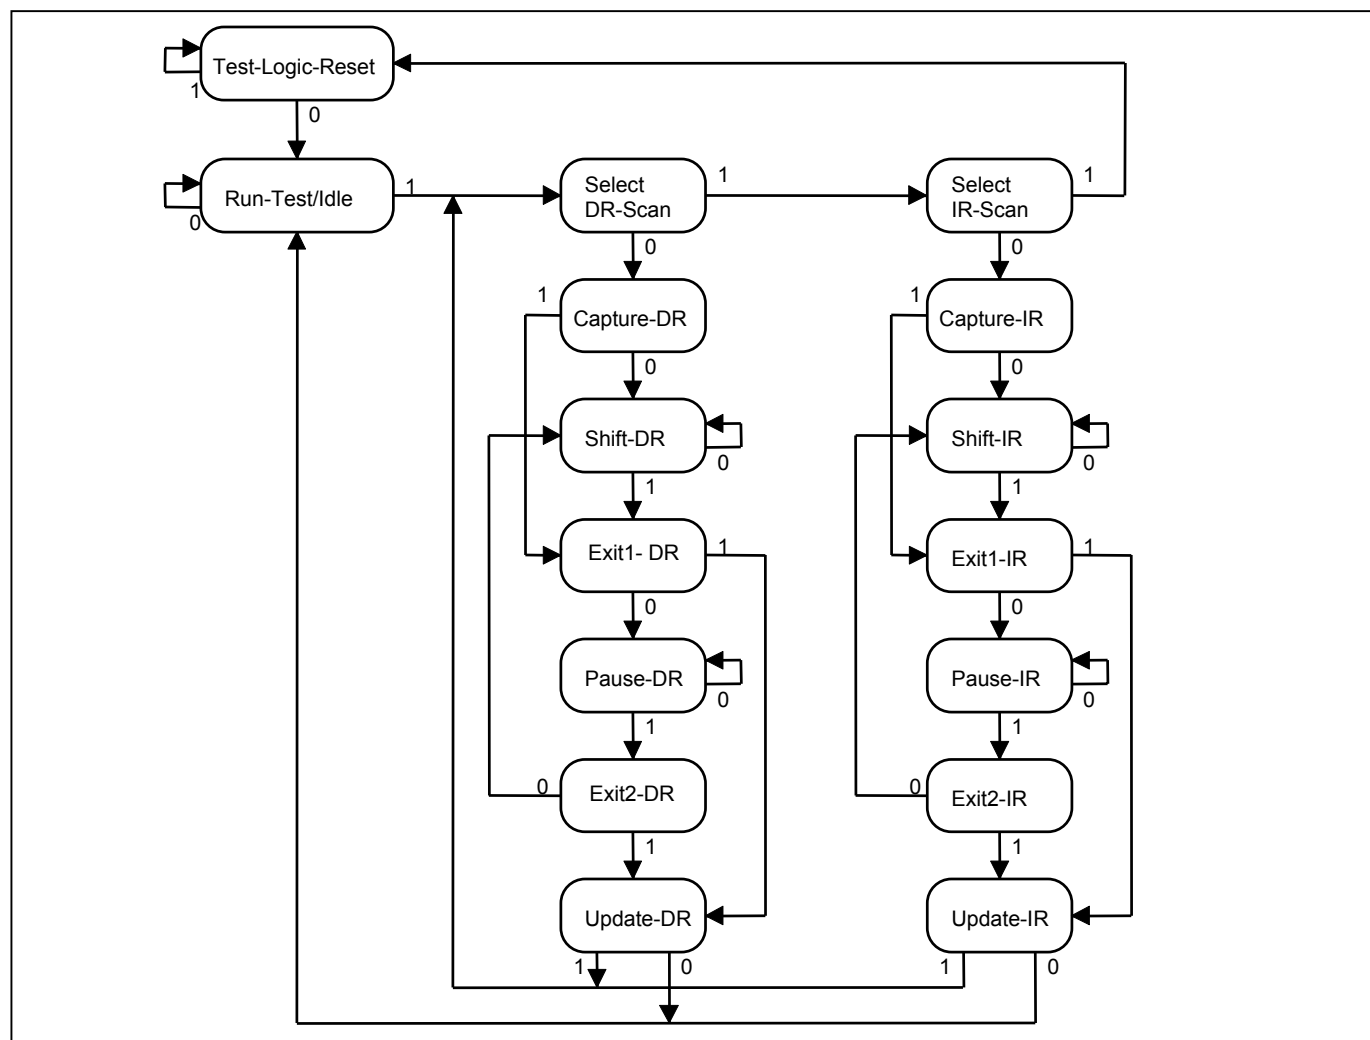 Test-Logic-Reset
1
0
Run-Test/Idle
0
1
Select
DR-Scan
1
Select
IR-Scan
1
0
0
1
Capture-DR
1
Capture-IR
0
0
Shift-DR
0
Shift-IR
0
1
1
Exit1- DR
1
Exit1-IR
1
0
0
Pause-DR
0
Pause-IR
0
1
1
0
Exit2-DR
0
Exit2-IR
1
1
Update-DR
Update-IR
1
0
1
0